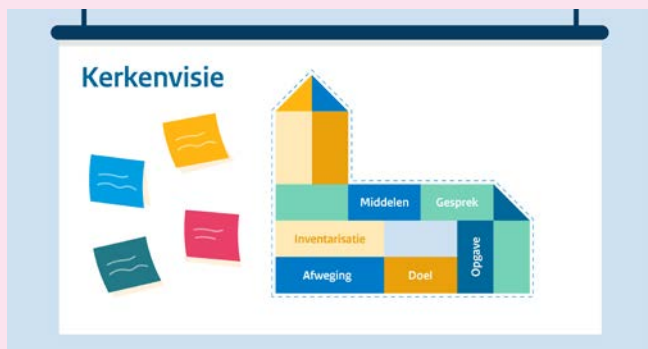 Kerkenvisie
Middelen
Gesprek
Inventarisatie
Opgave
Afweging
Doel